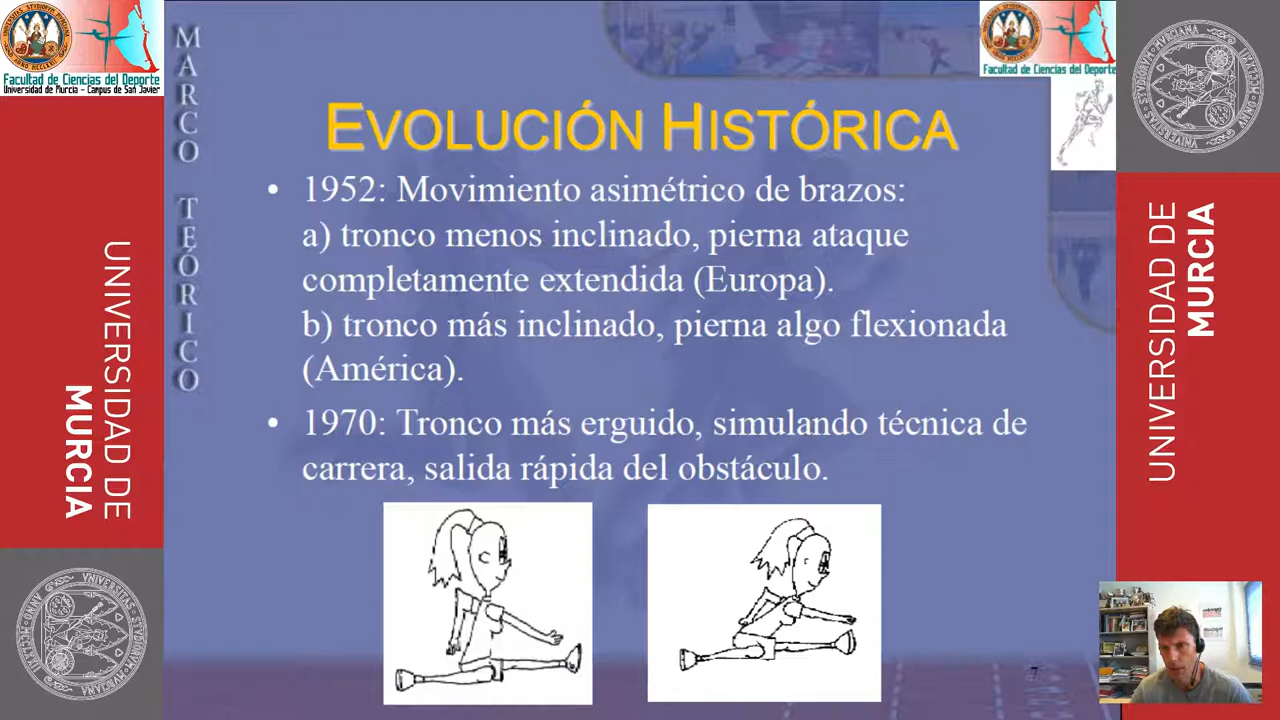 Facultad de Ciencias del Deporte
Universidad de Murcia - Campus de San Javier
Facultad de Ciencias del Deporte
MARCO TEÓRICO
EVOLUCIÓN HISTÓRICA
• 1952: Movimiento asimétrico de brazos:
a) tronco menos inclinado, pierna ataque
completamente extendida (Europa).
b) tronco más inclinado, pierna algo flexionada
(América).
• 1970: Tronco más erguido, simulando técnica de
carrera, salida rápida del obstáculo.
7
UNIVERSIDAD DE
MURCIA
UNIVERSIDAD DE
MURCIA